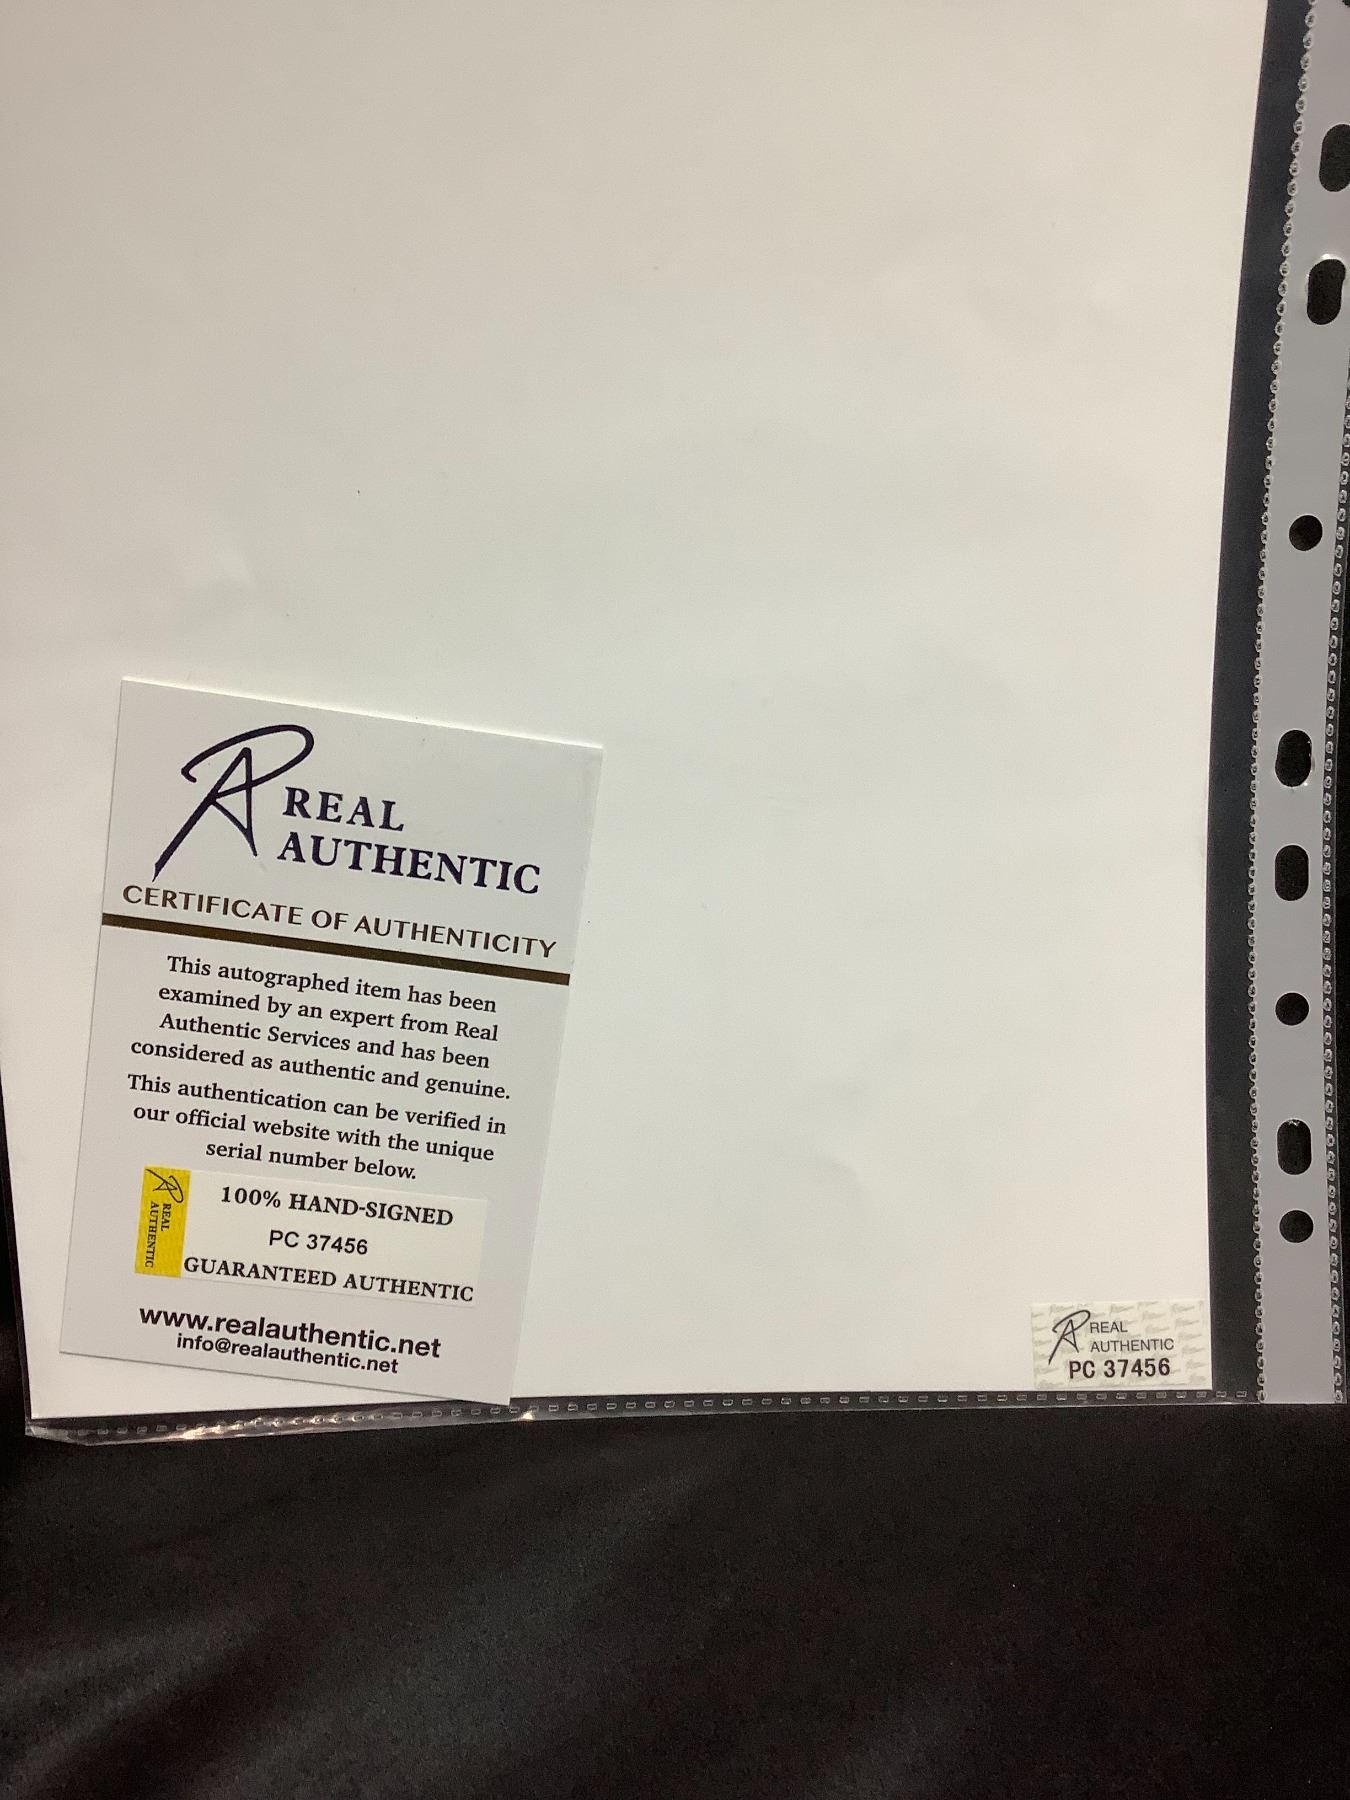 REAL
AUTHENTIC
CERTIFICATE OF AUTHENTICITY
This autographed item has been
examined by an expert from Real
Authentic Services and has been
considered as authentic and genuine.
This authentication can be verified in
our official website with the unique
serial number below.
REAL
AUTHENTIC
100% HAND-SIGNED
PC 37456
GUARANTEED AUTHENTIC
www.realauthentic.net
info@realauthentic.net
REAL
AUTHENTIC
PC 37456